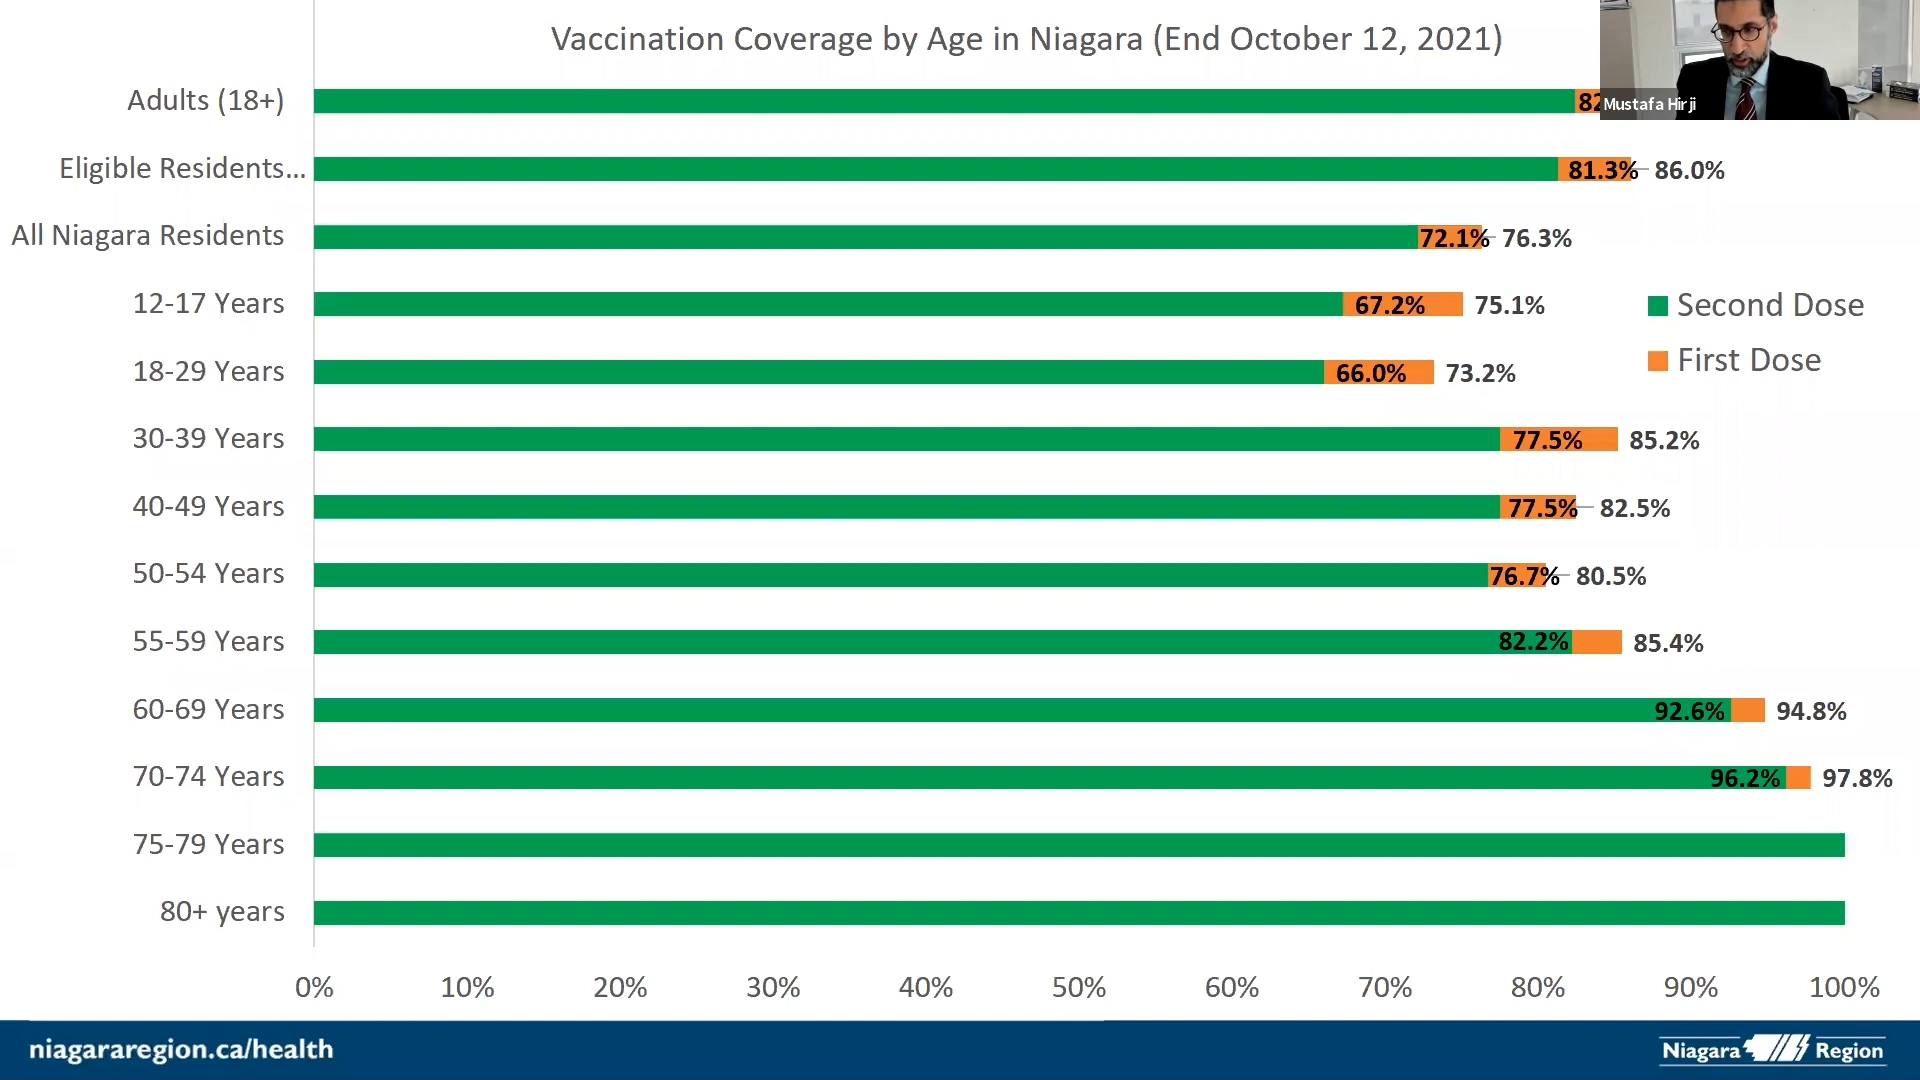 Vaccination Coverage by Age in Niagara (End October 12, 2021)
Mustafa Hirji
Adults (18+)
Eligible Residents... 81.3% 86.0%
All Niagara Residents 72.1% 76.3%
12-17 Years 67.2% 75.1%
18-29 Years 66.0% 73.2%
30-39 Years 77.5% 85.2%
40-49 Years 77.5% 82.5%
50-54 Years 76.7% 80.5%
55-59 Years 82.2% 85.4%
60-69 Years 92.6% 94.8%
70-74 Years 96.2% 97.8%
75-79 Years
80+ years
Second Dose
First Dose
0% 10% 20% 30% 40% 50% 60% 70% 80% 90% 100%
niagararegion.ca/health
Niagara Region